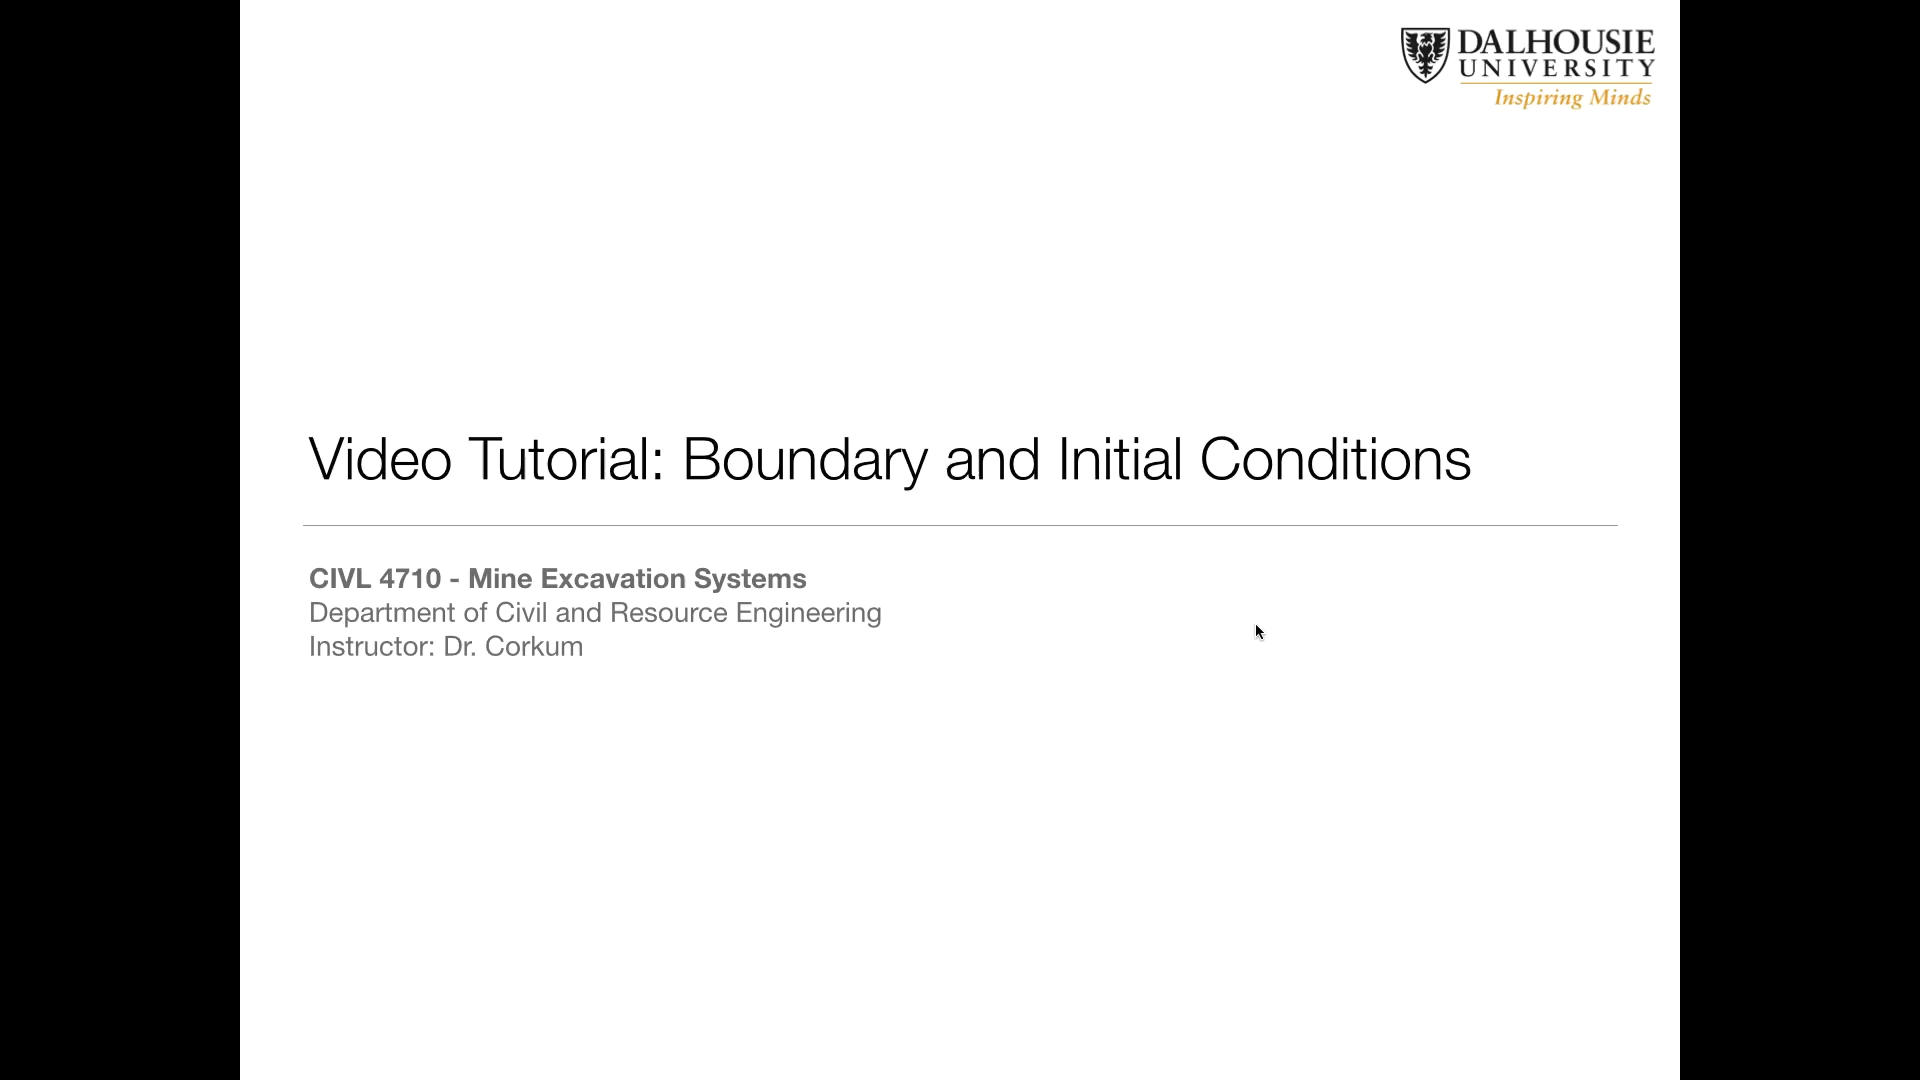 DALHOUSIE
UNIVERSITY
Inspiring Minds
Video Tutorial: Boundary and Initial Conditions
CIVL 4710 - Mine Excavation Systems
Department of Civil and Resource Engineering
Instructor: Dr. Corkum